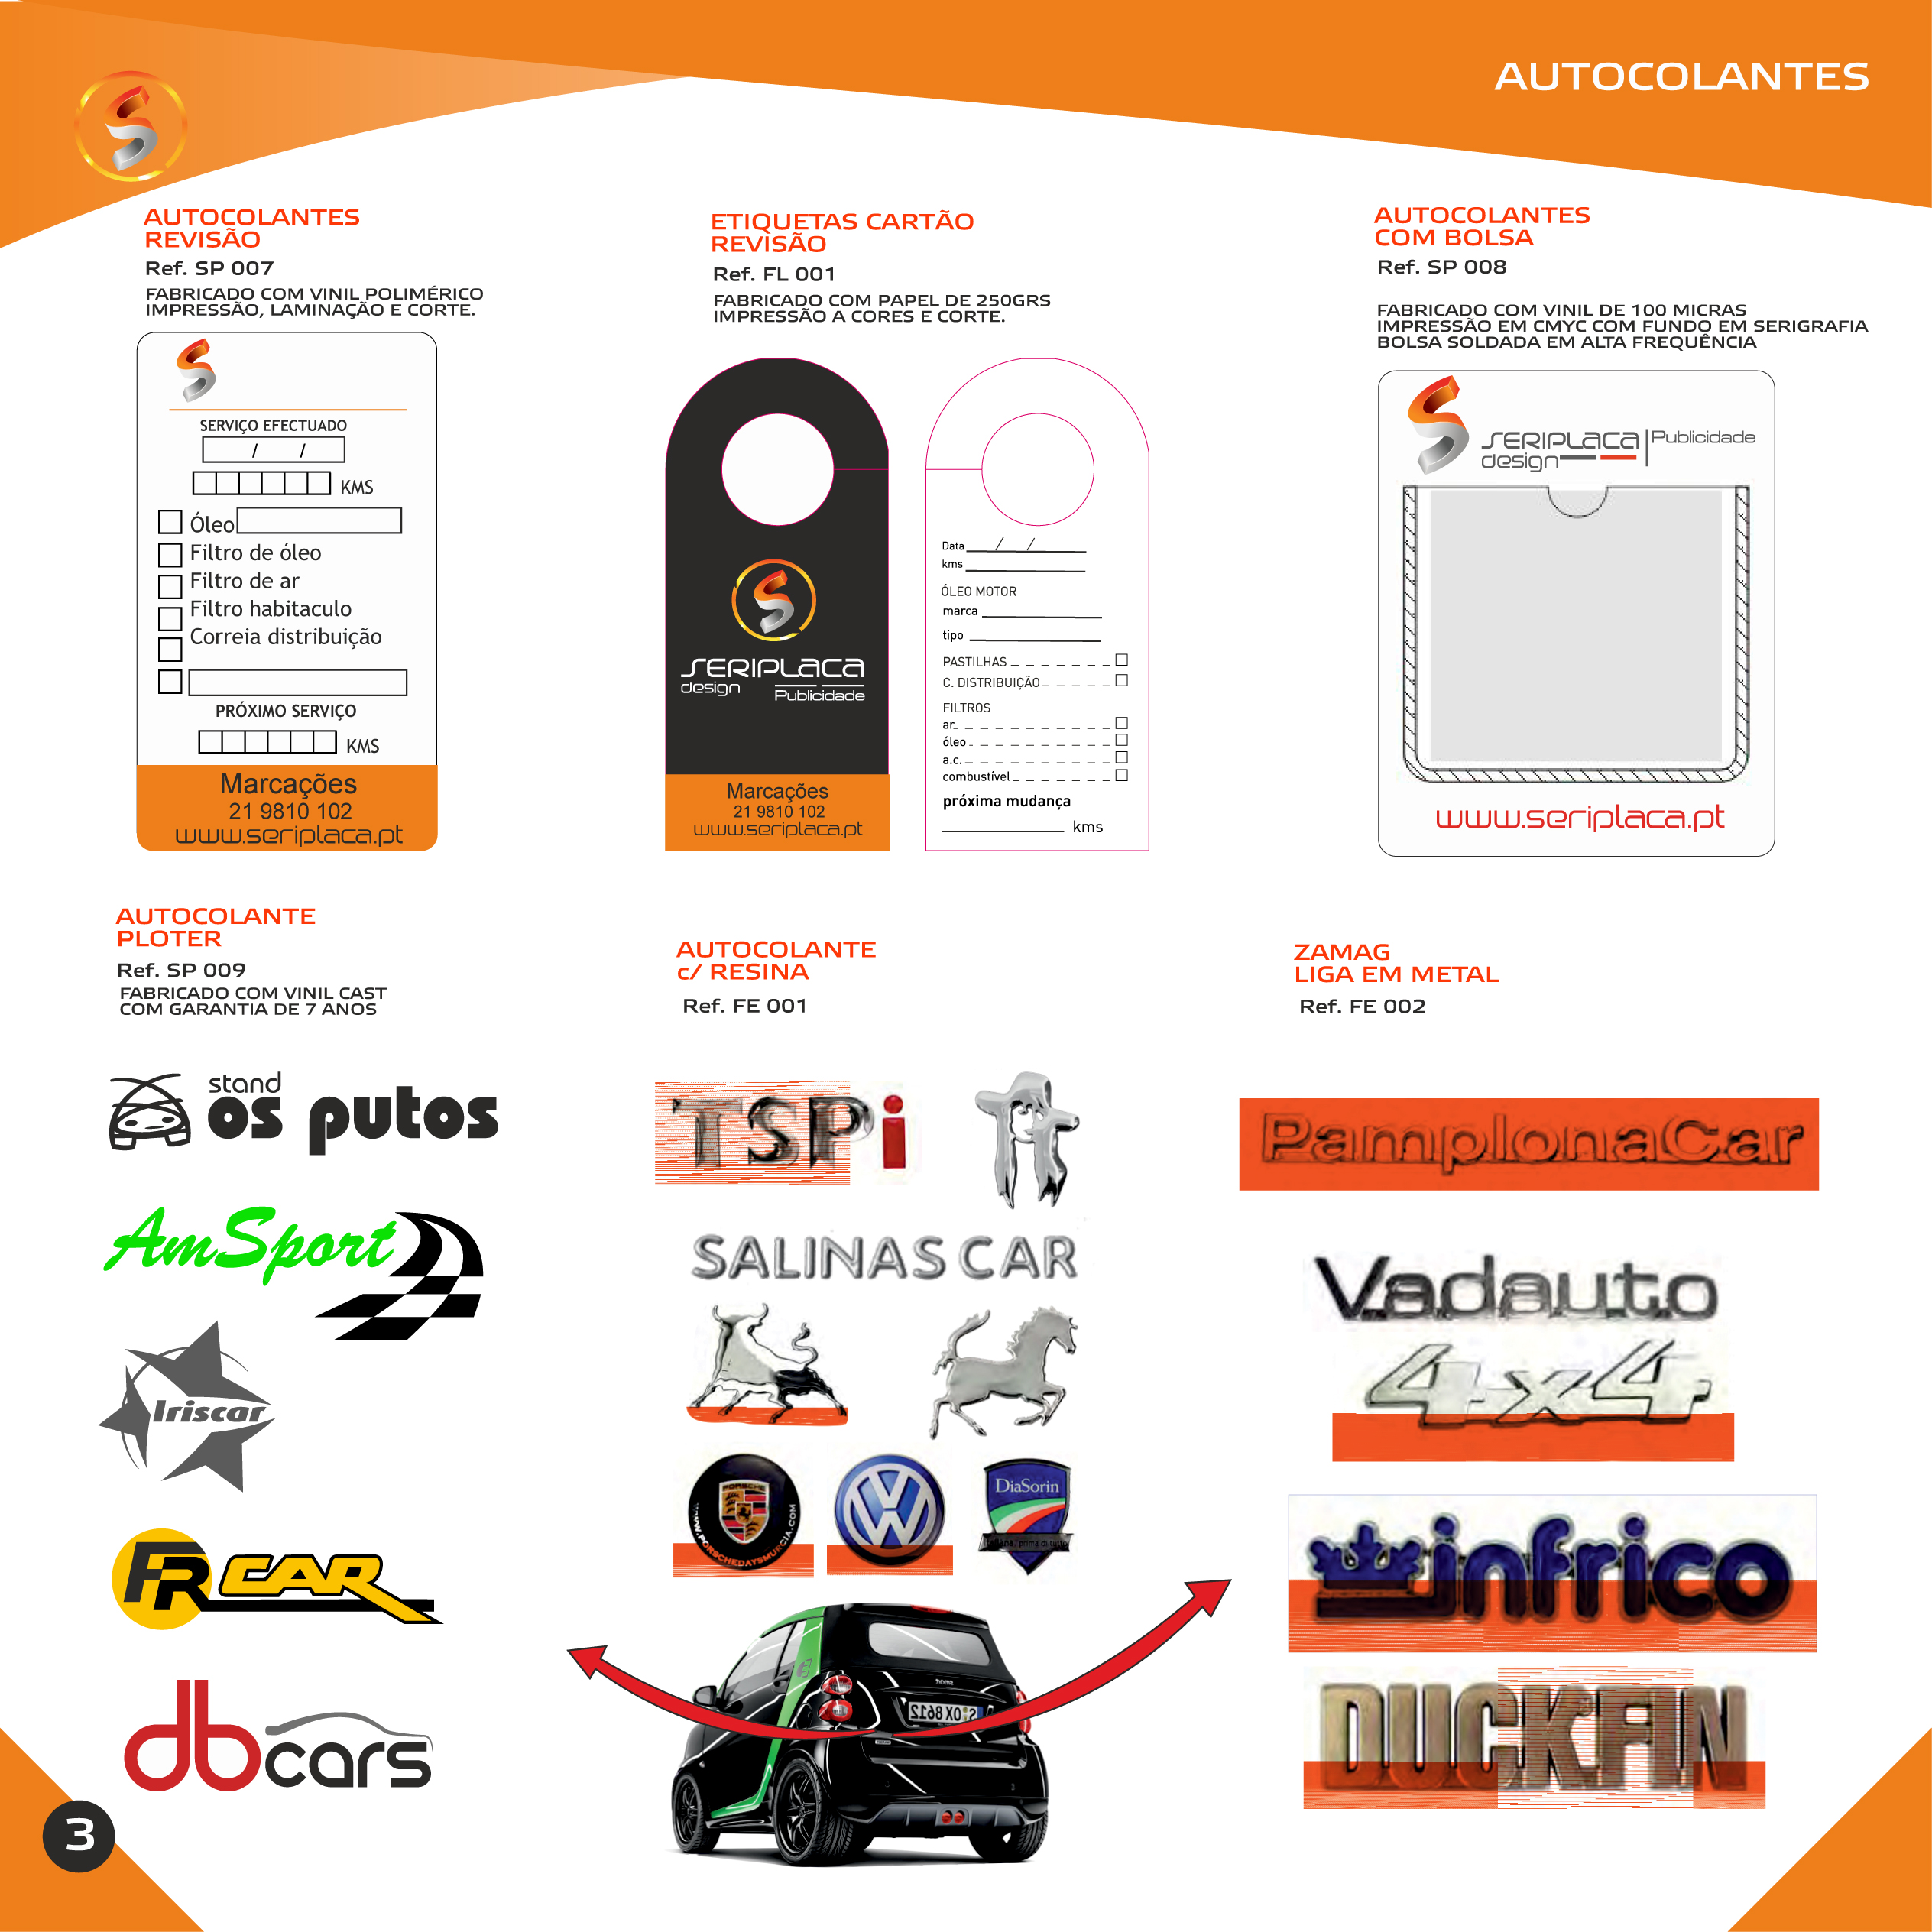 AUTOCOLANTES
AUTOCOLANTES
REVISÃO
Ref. SP 007
FABRICADO COM VINIL POLIMÉRICO
IMPRESSÃO, LAMINAÇÃO E CORTE.
SERVIÇO EFECTUADO
/ /
KMS
Óleo
Filtro de óleo
Filtro de ar
Filtro habitaculo
Correia distribuição
PRÓXIMO SERVIÇO
KMS
Marcações
21 9810 102
www.seriplaca.pt
ETIQUETAS CARTÃO
REVISÃO
Ref. FL 001
FABRICADO COM PAPEL DE 250GRS
IMPRESSÃO A CORES E CORTE.
SERIPLACA
design Publicidade
Marcações
21 9810 102
www.seriplaca.pt
Data / /
kms
ÓLEO MOTOR
marca
tipo
PASTILHAS
C. DISTRIBUIÇÃO
FILTROS
ar
óleo
a.c.
combustível
próxima mudança
kms
AUTOCOLANTES
COM BOLSA
Ref. SP 008
FABRICADO COM VINIL DE 100 MICRAS
IMPRESSÃO EM CMYC COM FUNDO EM SERIGRAFIA
BOLSA SOLDADA EM ALTA FREQUÊNCIA
SERIPLACA Publicidade
design
www.seriplaca.pt
AUTOCOLANTE
PLOTER
Ref. SP 009
FABRICADO COM VINIL CAST
COM GARANTIA DE 7 ANOS
stand
os putos
AmSport
Iriscar
FR CAR
dbcars
AUTOCOLANTE
c/ RESINA
Ref. FE 001
TSPi
SALINAS CAR
PORSCHE
WWW.PORSCHEDAYSMURCIA.COM
VW
DiaSorin
ZAMAG
LIGA EM METAL
Ref. FE 002
PamplonaCar
Vadauto
4x4
infrico
DUCKFIN
3